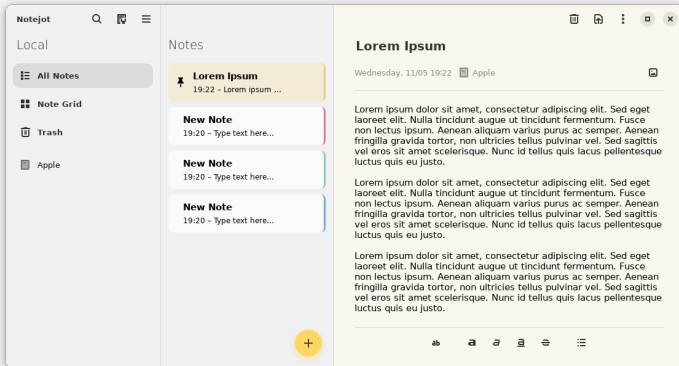 Notejot
Local
All Notes
Note Grid
Trash
Apple
Notes
Lorem Ipsum
19:22 – Lorem ipsum ...
New Note
19:20 – Type text here...
New Note
19:20 – Type text here...
New Note
19:20 – Type text here...
+
Lorem Ipsum
Wednesday, 11/05 19:22 Apple
Lorem ipsum dolor sit amet, consectetur adipiscing elit. Sed eget
laoreet elit. Nulla tincidunt augue ut tincidunt fermentum. Fusce
non lectus ipsum. Aenean aliquam varius purus ac semper. Aenean
fringilla gravida tortor, non ultricies tellus pulvinar vel. Sed sagittis
vel eros sit amet scelerisque. Nunc id tellus quis lacus pellentesque
luctus quis eu justo.
Lorem ipsum dolor sit amet, consectetur adipiscing elit. Sed eget
laoreet elit. Nulla tincidunt augue ut tincidunt fermentum. Fusce
non lectus ipsum. Aenean aliquam varius purus ac semper. Aenean
fringilla gravida tortor, non ultricies tellus pulvinar vel. Sed sagittis
vel eros sit amet scelerisque. Nunc id tellus quis lacus pellentesque
luctus quis eu justo.
Lorem ipsum dolor sit amet, consectetur adipiscing elit. Sed eget
laoreet elit. Nulla tincidunt augue ut tincidunt fermentum. Fusce
non lectus ipsum. Aenean aliquam varius purus ac semper. Aenean
fringilla gravida tortor, non ultricies tellus pulvinar vel. Sed sagittis
vel eros sit amet scelerisque. Nunc id tellus quis lacus pellentesque
luctus quis eu justo.
ab a a a a